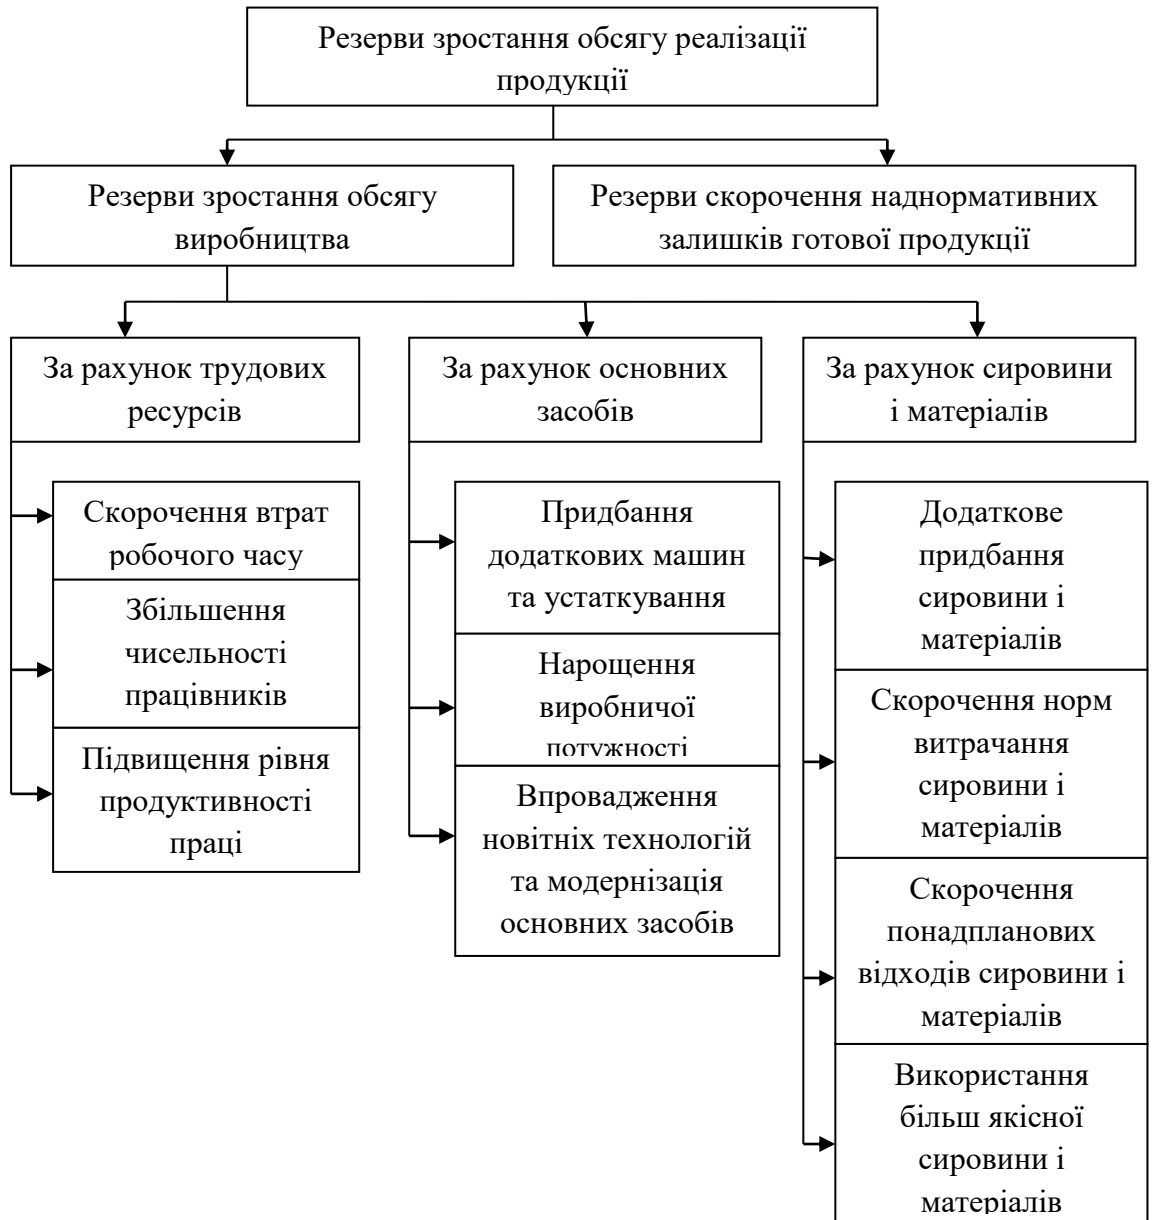 Резерви зростання обсягу реалізації
продукції
Резерви зростання обсягу
виробництва
Резерви скорочення наднормативних
залишків готової продукції
За рахунок трудових
ресурсів
За рахунок основних
засобів
За рахунок сировини
і матеріалів
Скорочення втрат
робочого часу
Збільшення
чисельності
працівників
Підвищення рівня
продуктивності
праці
Придбання
додаткових машин
та устаткування
Нарощення
виробничої
потужності
Впровадження
новітніх технологій
та модернізація
основних засобів
Додаткове
придбання
сировини і
матеріалів
Скорочення норм
витрачання
сировини і
матеріалів
Скорочення
понадпланових
відходів сировини і
матеріалів
Використання
більш якісної
сировини і
матеріалів